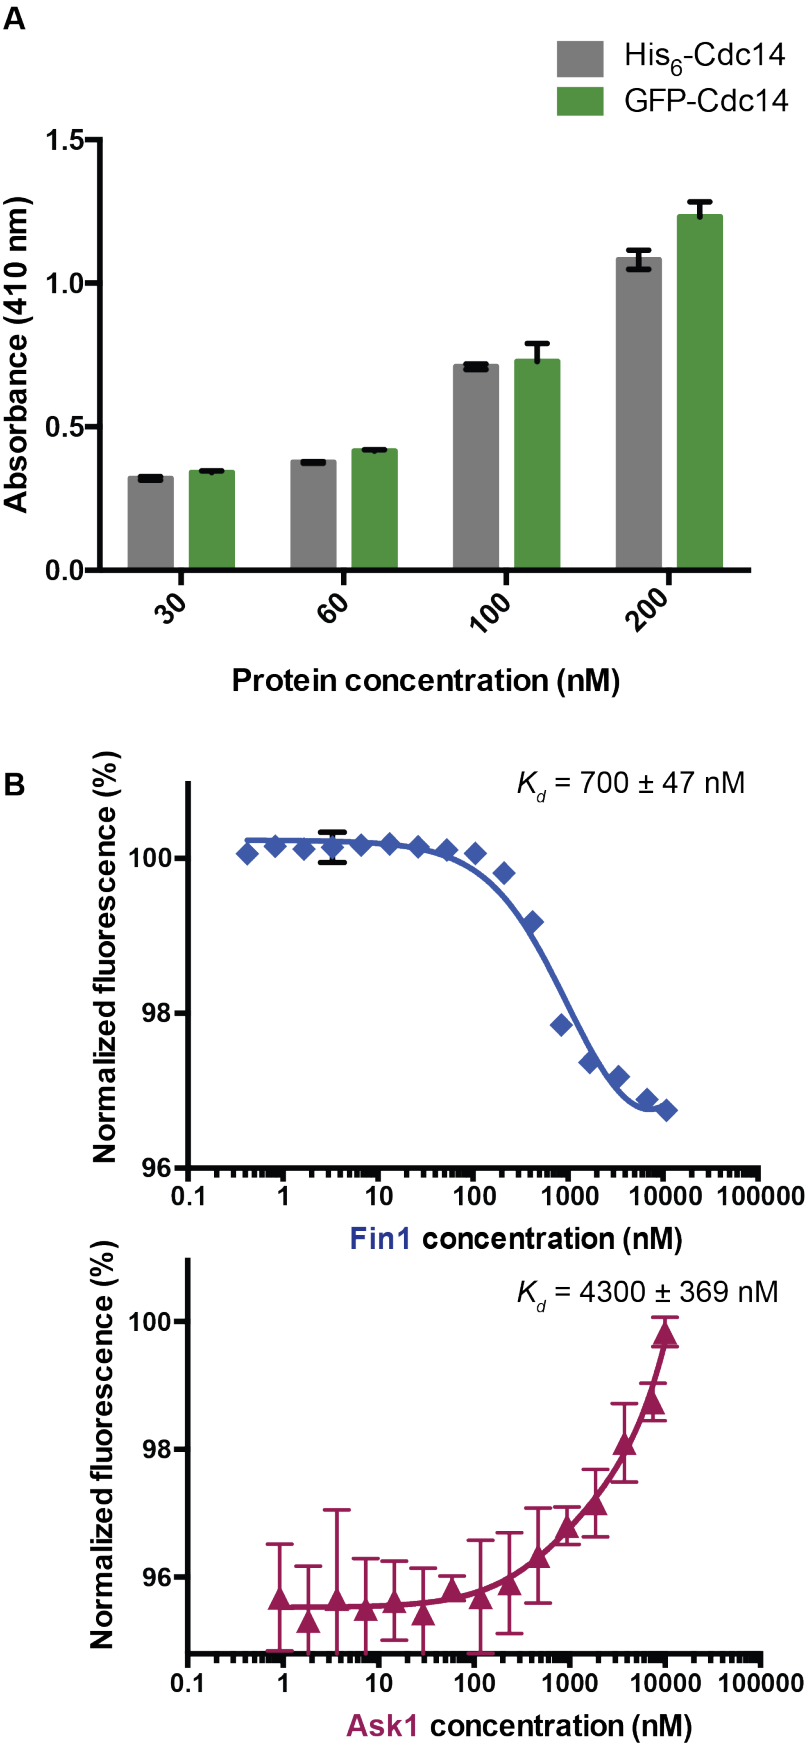 A
His6-Cdc14
GFP-Cdc14
Absorbance (410 nm)
1.5
1.0
0.5
0.0
30
60
100
200
Protein concentration (nM)
B
Kd = 700 ± 47 nM
Normalized fluorescence (%)
100
98
96
0.1
1
10
100
1000
10000
100000
Fin1 concentration (nM)
Kd = 4300 ± 369 nM
Normalized fluorescence (%)
100
98
96
0.1
1
10
100
1000
10000
100000
Ask1 concentration (nM)